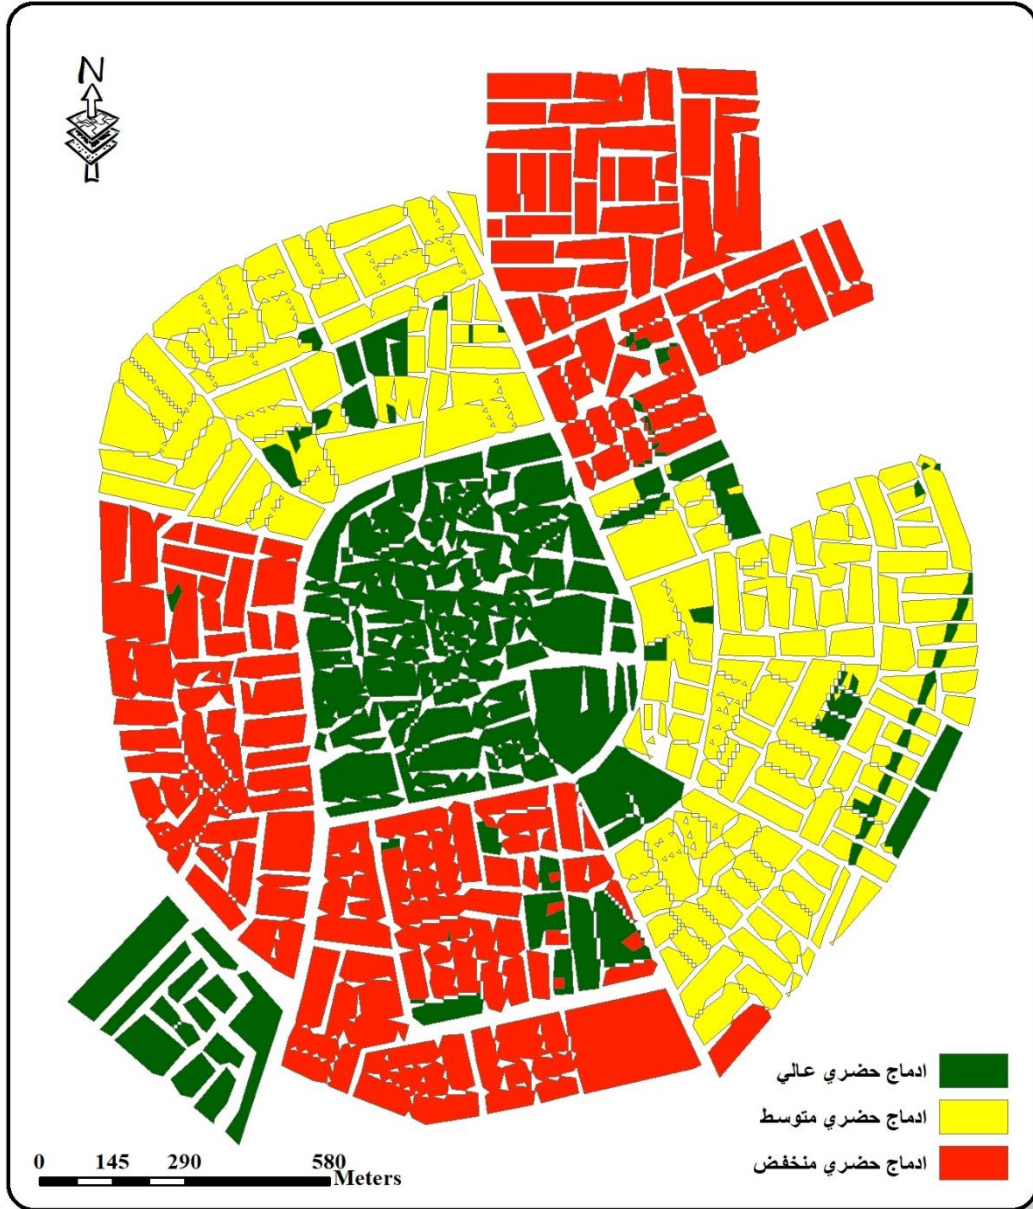 N
ادماج حضري عالي
ادماج حضري متوسط
ادماج حضري منخفض
0 145 290 580
Meters